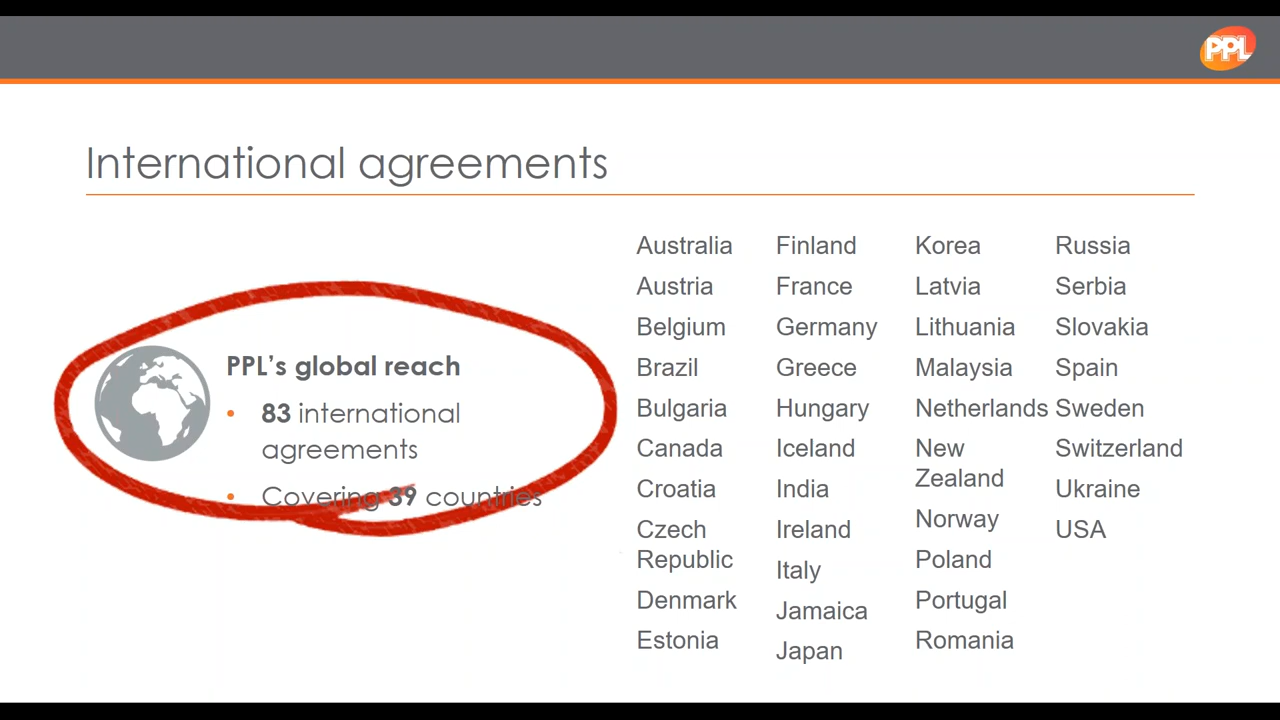 PPL
International agreements
PPL’s global reach
• 83 international
agreements
• Covering 39 countries
Australia
Austria
Belgium
Brazil
Bulgaria
Canada
Croatia
Czech
Republic
Denmark
Estonia
Finland
France
Germany
Greece
Hungary
Iceland
India
Ireland
Italy
Jamaica
Japan
Korea
Latvia
Lithuania
Malaysia
Netherlands
New
Zealand
Norway
Poland
Portugal
Romania
Russia
Serbia
Slovakia
Spain
Sweden
Switzerland
Ukraine
USA